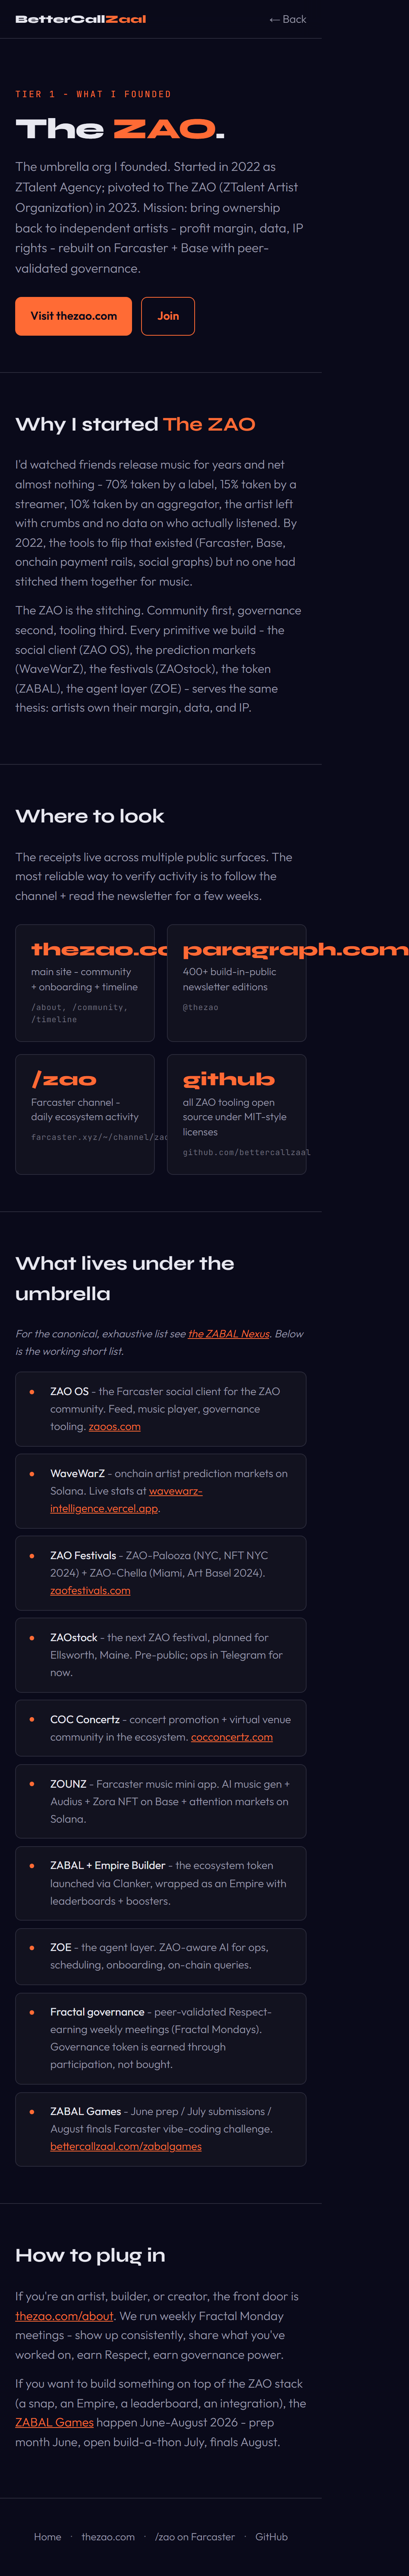 BetterCallZaal
← Back
TIER 1 - WHAT I FOUNDED
The ZAO.
The umbrella org I founded. Started in 2022 as
ZTalent Agency; pivoted to The ZAO (ZTalent Artist
Organization) in 2023. Mission: bring ownership
back to independent artists - profit margin, data, IP
rights - rebuilt on Farcaster + Base with peer-
validated governance.
Visit thezao.com
Join
Why I started The ZAO
I'd watched friends release music for years and net
almost nothing - 70% taken by a label, 15% taken by a
streamer, 10% taken by an aggregator, the artist left
with crumbs and no data on who actually listened. By
2022, the tools to flip that existed (Farcaster, Base,
onchain payment rails, social graphs) but no one had
stitched them together for music.
The ZAO is the stitching. Community first, governance
second, tooling third. Every primitive we build - the
social client (ZAO OS), the prediction markets
(WaveWarZ), the festivals (ZAOstock), the token
(ZABAL), the agent layer (ZOE) - serves the same
thesis: artists own their margin, data, and IP.
Where to look
The receipts live across multiple public surfaces. The
most reliable way to verify activity is to follow the
channel + read the newsletter for a few weeks.
thezao.co
main site - community
+ onboarding + timeline
/about, /community,
/timeline
paragraph.com
400+ build-in-public
newsletter editions
@thezao
/zao
Farcaster channel -
daily ecosystem activity
farcaster.xyz/~/channel/zao
github
all ZAO tooling open
source under MIT-style
licenses
github.com/bettercallzaal
What lives under the
umbrella
For the canonical, exhaustive list see the ZABAL Nexus. Below
is the working short list.
ZAO OS - the Farcaster social client for the ZAO
community. Feed, music player, governance
tooling. zaoos.com
WaveWarZ - onchain artist prediction markets on
Solana. Live stats at wavewarz-
intelligence.vercel.app.
ZAO Festivals - ZAO-Palooza (NYC, NFT NYC
2024) + ZAO-Chella (Miami, Art Basel 2024).
zaofestivals.com
ZAOstock - the next ZAO festival, planned for
Ellsworth, Maine. Pre-public; ops in Telegram for
now.
COC Concertz - concert promotion + virtual venue
community in the ecosystem. cocconcertz.com
ZOUNZ - Farcaster music mini app. AI music gen +
Audius + Zora NFT on Base + attention markets on
Solana.
ZABAL + Empire Builder - the ecosystem token
launched via Clanker, wrapped as an Empire with
leaderboards + boosters.
ZOE - the agent layer. ZAO-aware AI for ops,
scheduling, onboarding, on-chain queries.
Fractal governance - peer-validated Respect-
earning weekly meetings (Fractal Mondays).
Governance token is earned through
participation, not bought.
ZABAL Games - June prep / July submissions /
August finals Farcaster vibe-coding challenge.
bettercallzaal.com/zabalgames
How to plug in
If you're an artist, builder, or creator, the front door is
thezao.com/about. We run weekly Fractal Monday
meetings - show up consistently, share what you've
worked on, earn Respect, earn governance power.
If you want to build something on top of the ZAO stack
(a snap, an Empire, a leaderboard, an integration), the
ZABAL Games happen June-August 2026 - prep
month June, open build-a-thon July, finals August.
Home · thezao.com · /zao on Farcaster · GitHub